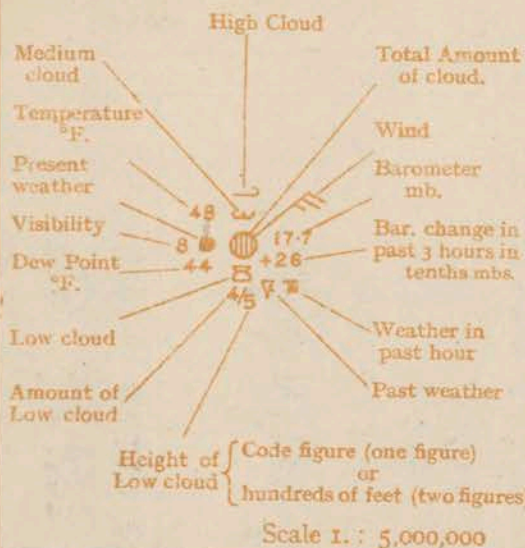 High Cloud
Medium
cloud
Total Amount
of cloud.
Temperature
°F.
Wind
Present
weather
Barometer
mb.
48
Visibility
8
17·7
Bar. change in
past 3 hours in
tenths mbs.
Dew Point
°F.
44
+26
4/5
Low cloud
Weather in
past hour
Amount of
Low cloud
Past weather
Height of
Low cloud
Code figure (one figure)
or
hundreds of feet (two figures
Scale 1. : 5,000,000